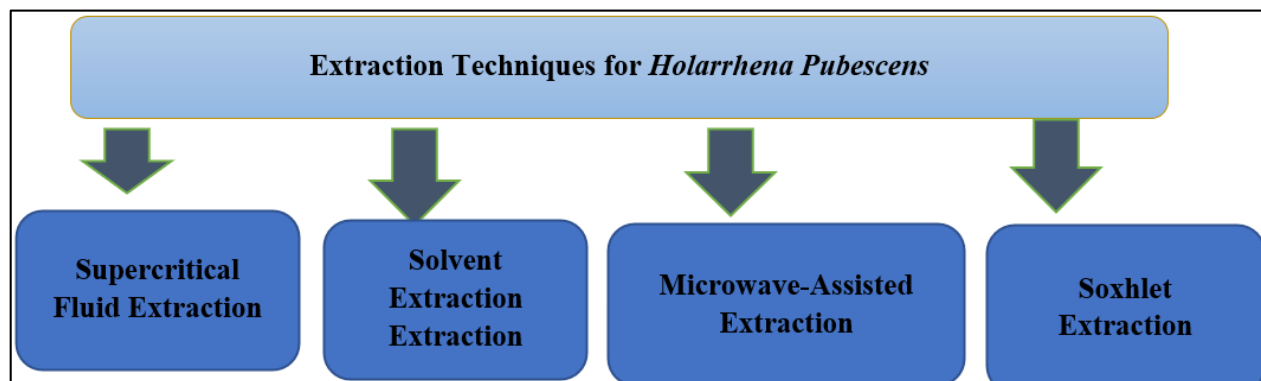 Extraction Techniques for Holarrhena Pubescens
Supercritical
Fluid Extraction
Solvent
Extraction
Extraction
Microwave-Assisted
Extraction
Soxhlet
Extraction